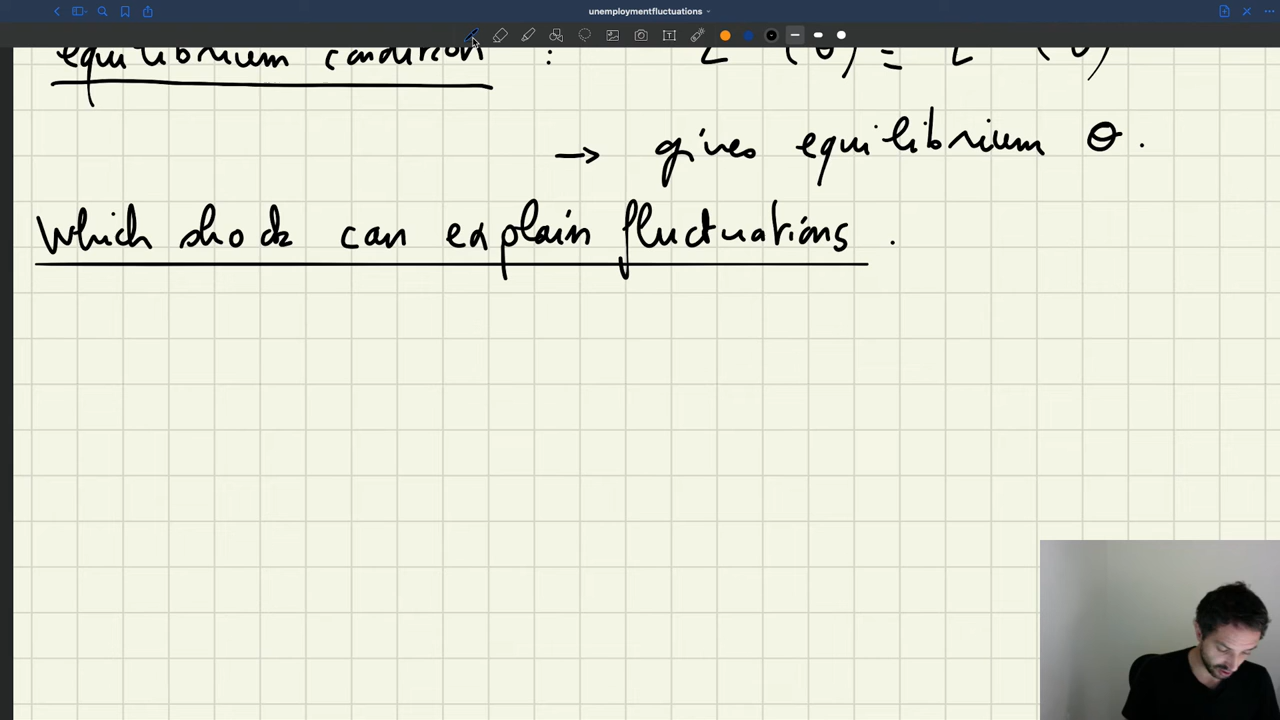 unemploymentfluctuations
equilibrium condition : L (θ) = L (θ)
→ gives equilibrium θ.
Which shock can explain fluctuations .